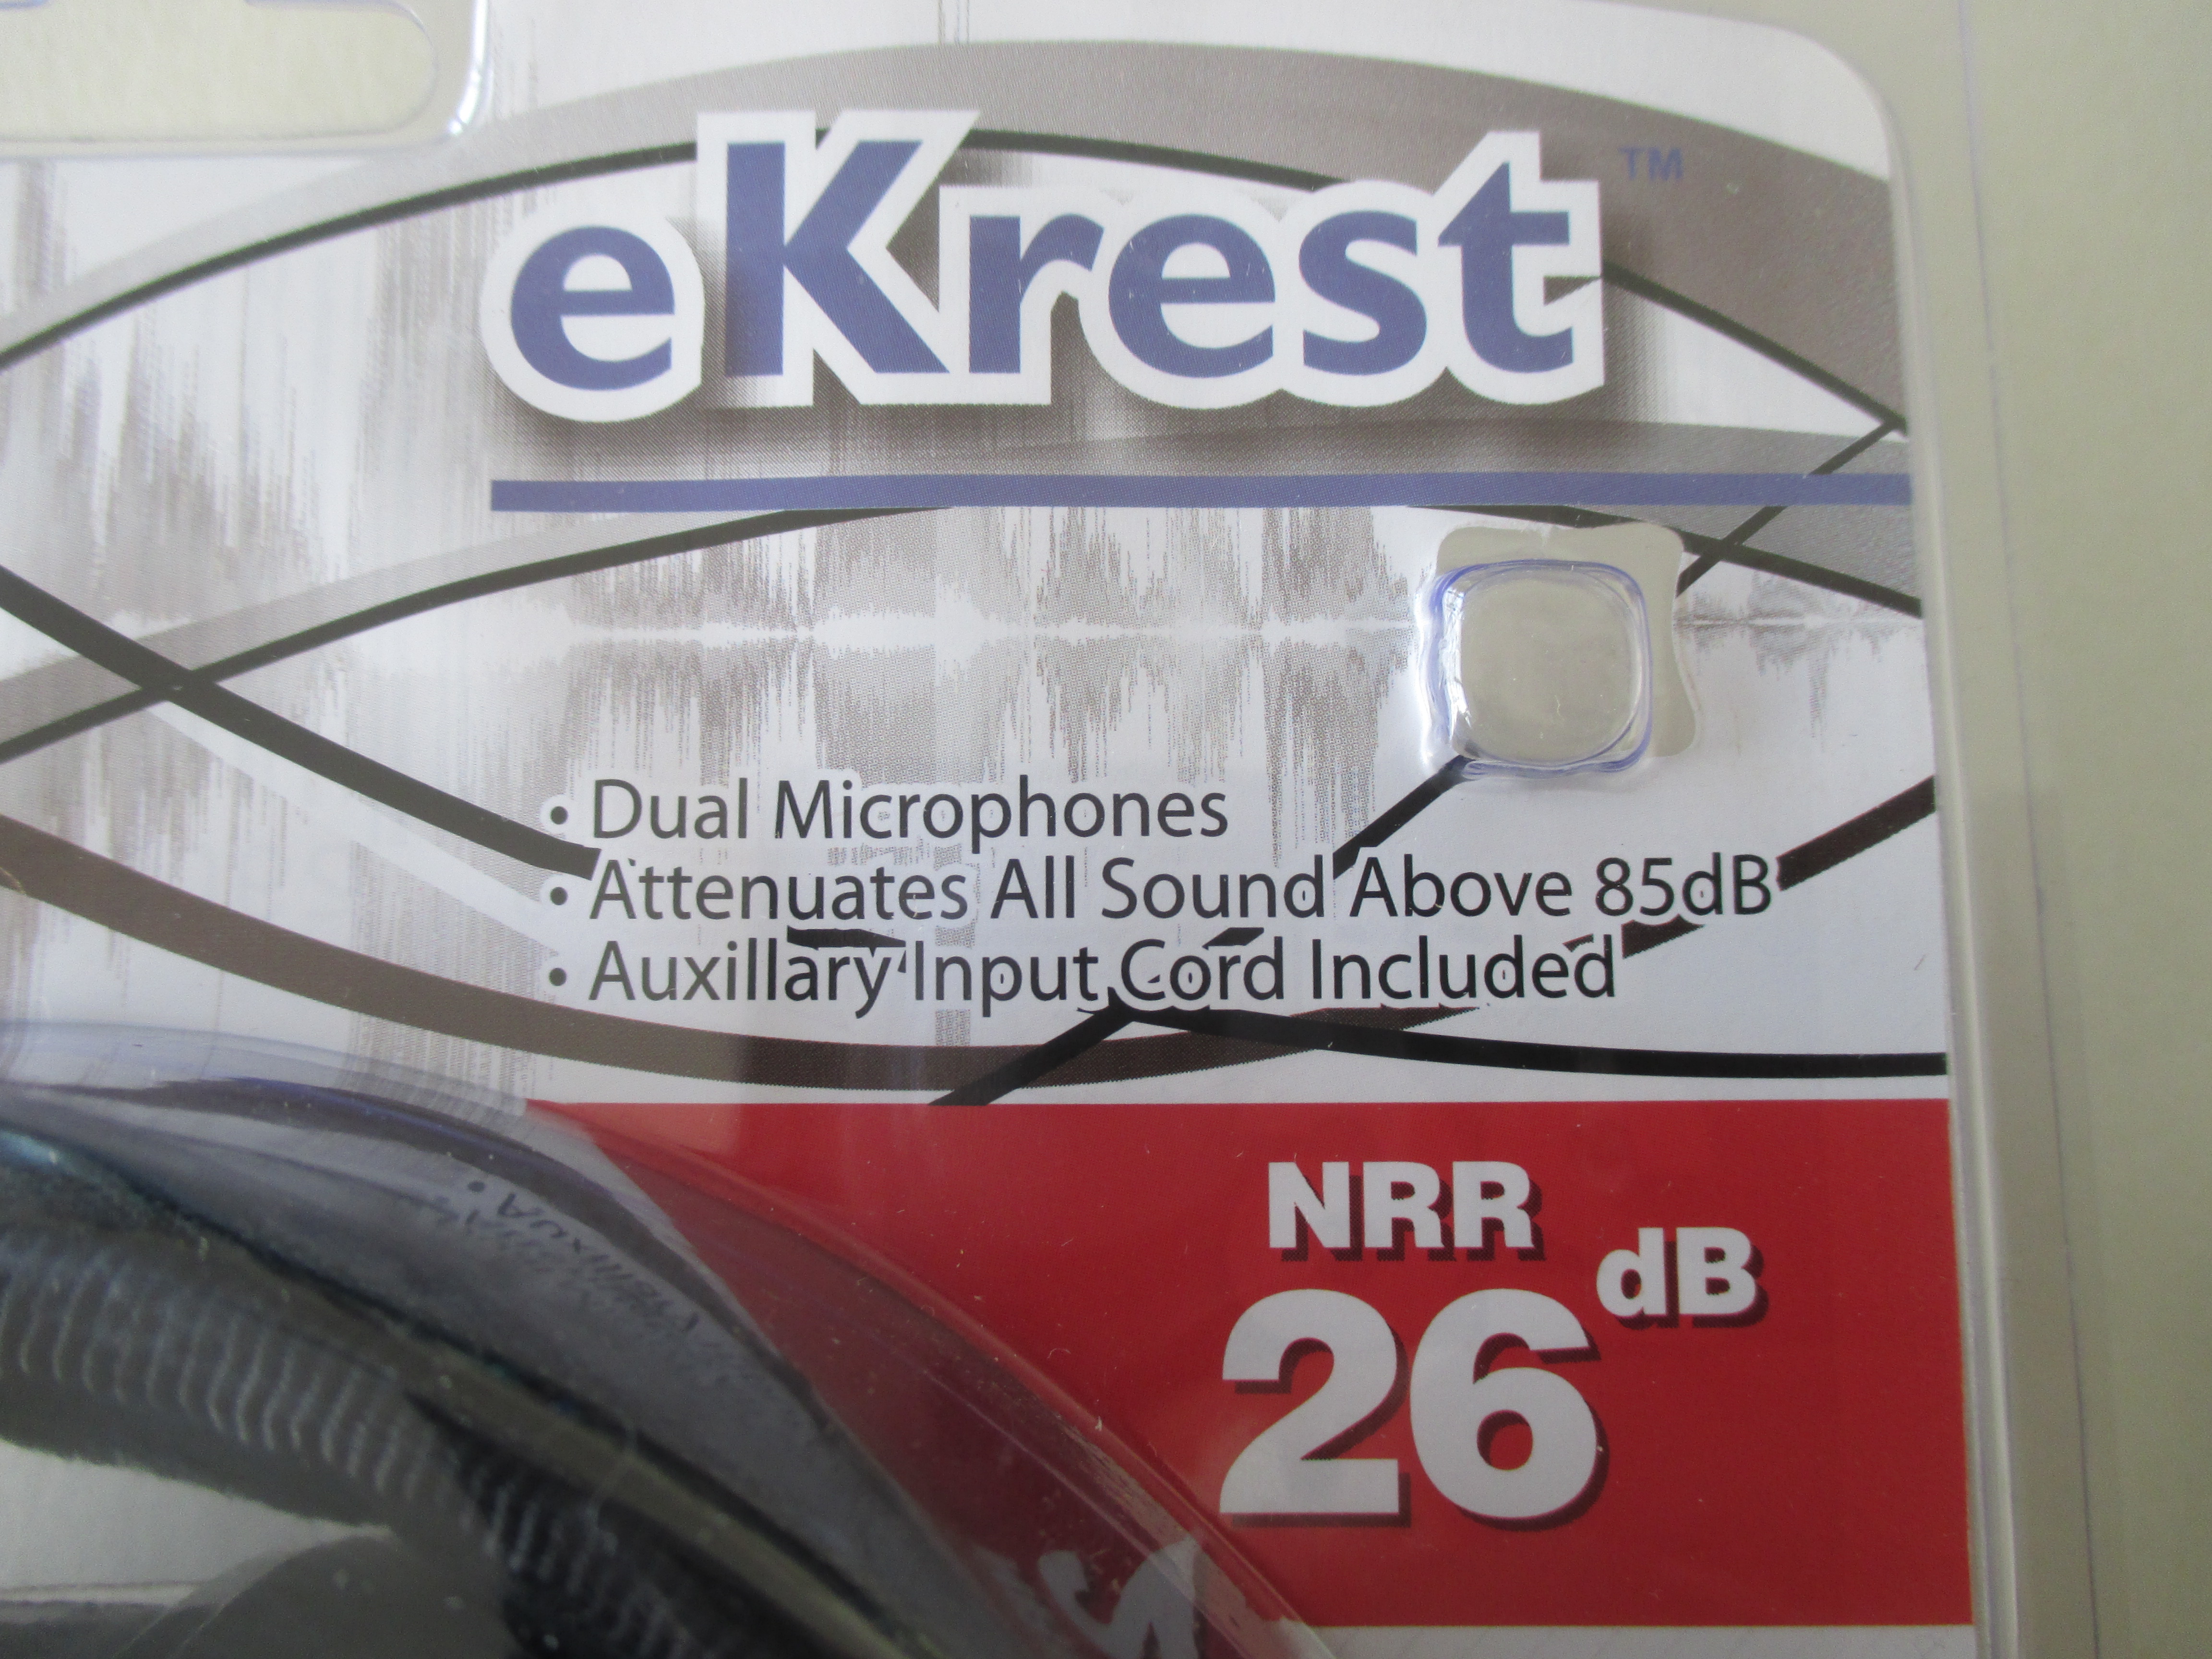 eKrest™
• Dual Microphones
• Attenuates All Sound Above 85dB
• Auxillary Input Cord Included
NRR
26 dB